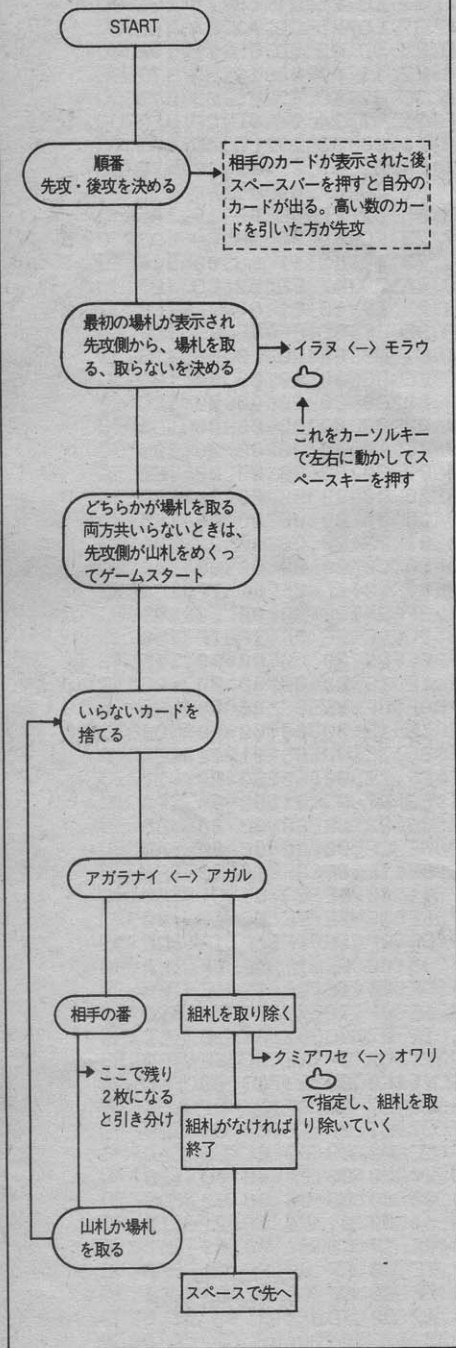 START
順番
先攻・後攻を決める
相手のカードが表示された後
スペースバーを押すと自分の
カードが出る。高い数のカー
ドを引いた方が先攻
最初の場札が表示され
先攻側から、場札を取
る、取らないを決める
イラヌ〈―〉モラウ
これをカーソルキー
で左右に動かしてス
ペースキーを押す
どちらかが場札を取る
両方共いらないときは、
先攻側が山札をめくっ
てゲームスタート
いらないカードを
捨てる
アガラナイ〈―〉アガル
相手の番
ここで残り
2枚になる
と引き分け
山札か場札
を取る
組札を取り除く
クミアワセ〈―〉オワリ
で指定し、組札を取
り除いていく
組札がなければ
終了
スペースで先へ